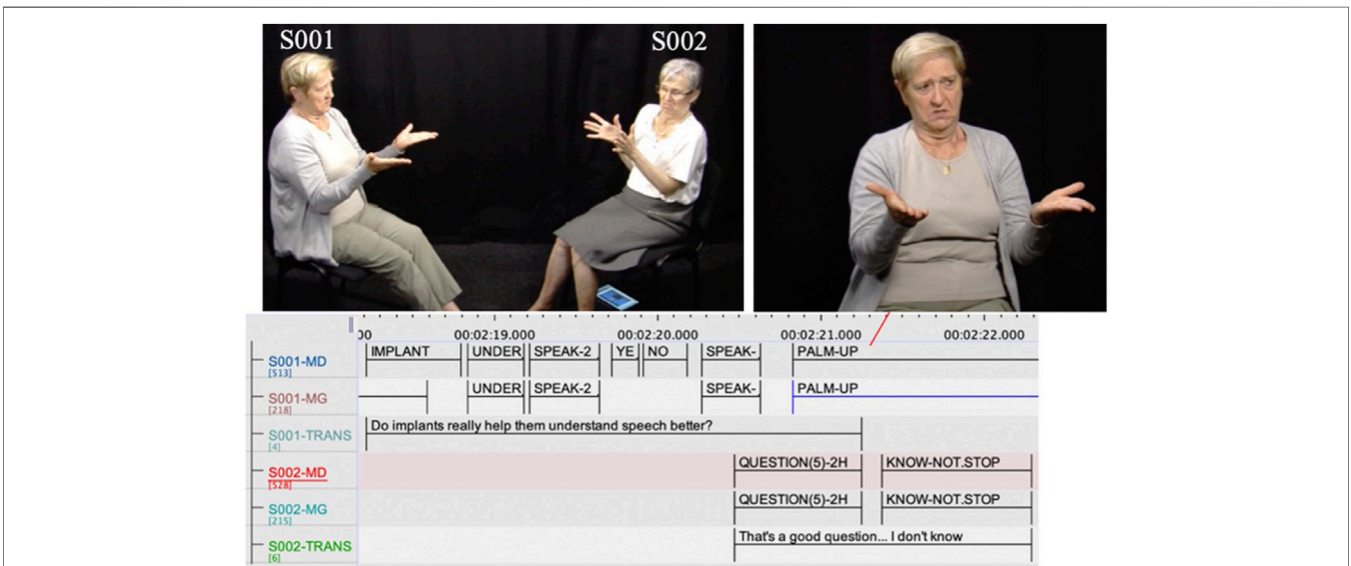 S001 S002
00 00:02:19.000 00:02:20.000 00:02:21.000 00:02:22.000
S001-MD IMPLANT UNDER SPEAK-2 YE NO SPEAK- PALM-UP
[513]
S001-MG UNDER SPEAK-2 SPEAK- PALM-UP
[218]
S001-TRANS Do implants really help them understand speech better?
[4]
S002-MD QUESTION(5)-2H KNOW-NOT.STOP
[528]
S002-MG QUESTION(5)-2H KNOW-NOT.STOP
[215]
S002-TRANS That's a good question... I don't know
[6]